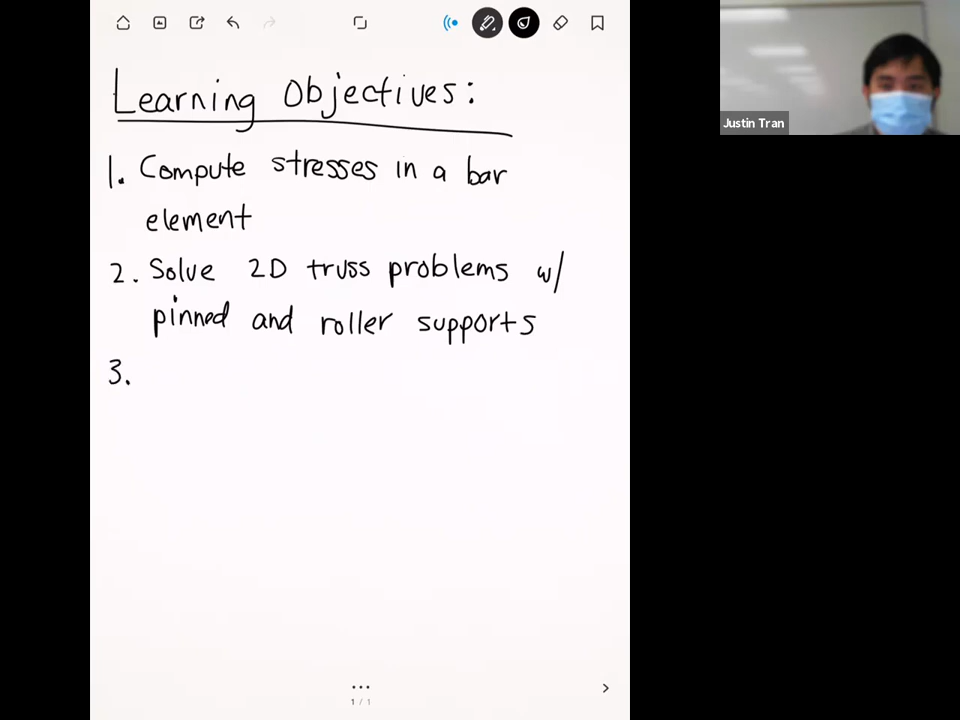 Learning Objectives:
1. Compute stresses in a bar
element
2. Solve 2D truss problems w/
pinned and roller supports
3.
1 / 1
Justin Tran